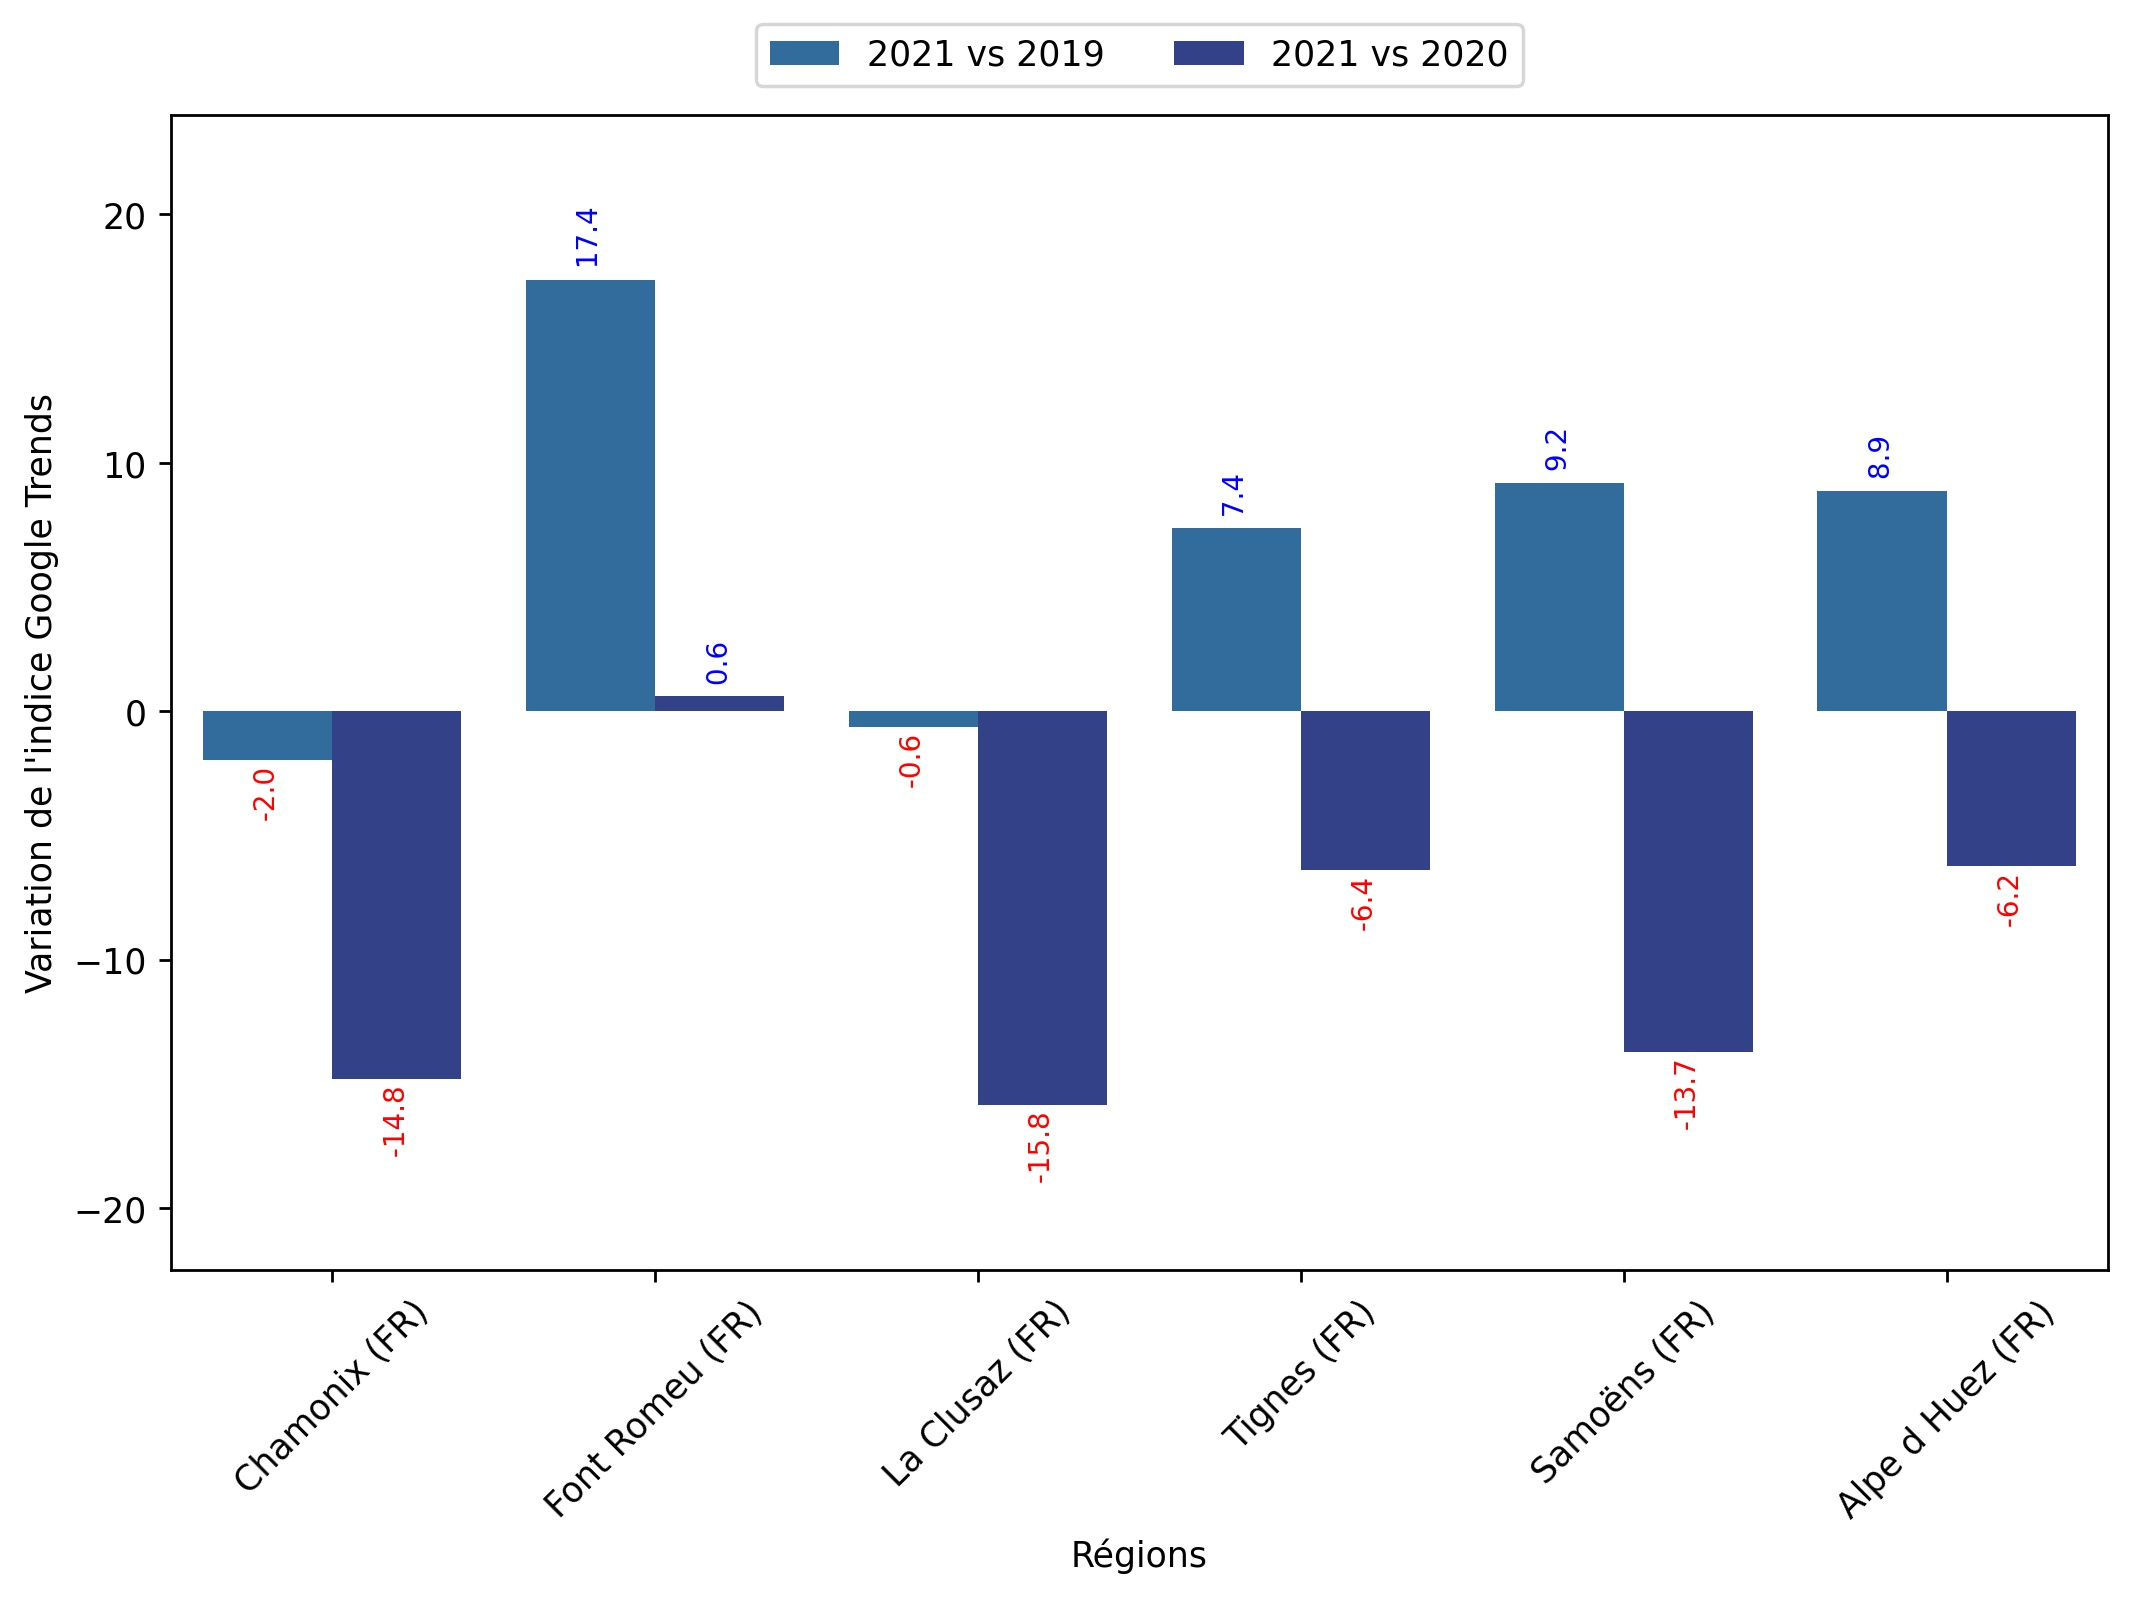 2021 vs 2019
2021 vs 2020
Variation de l'indice Google Trends
20
10
0
−10
−20
-2.0
-14.8
17.4
0.6
-0.6
-15.8
7.4
-6.4
9.2
-13.7
8.9
-6.2
Chamonix (FR)
Font Romeu (FR)
La Clusaz (FR)
Tignes (FR)
Samoëns (FR)
Alpe d Huez (FR)
Régions